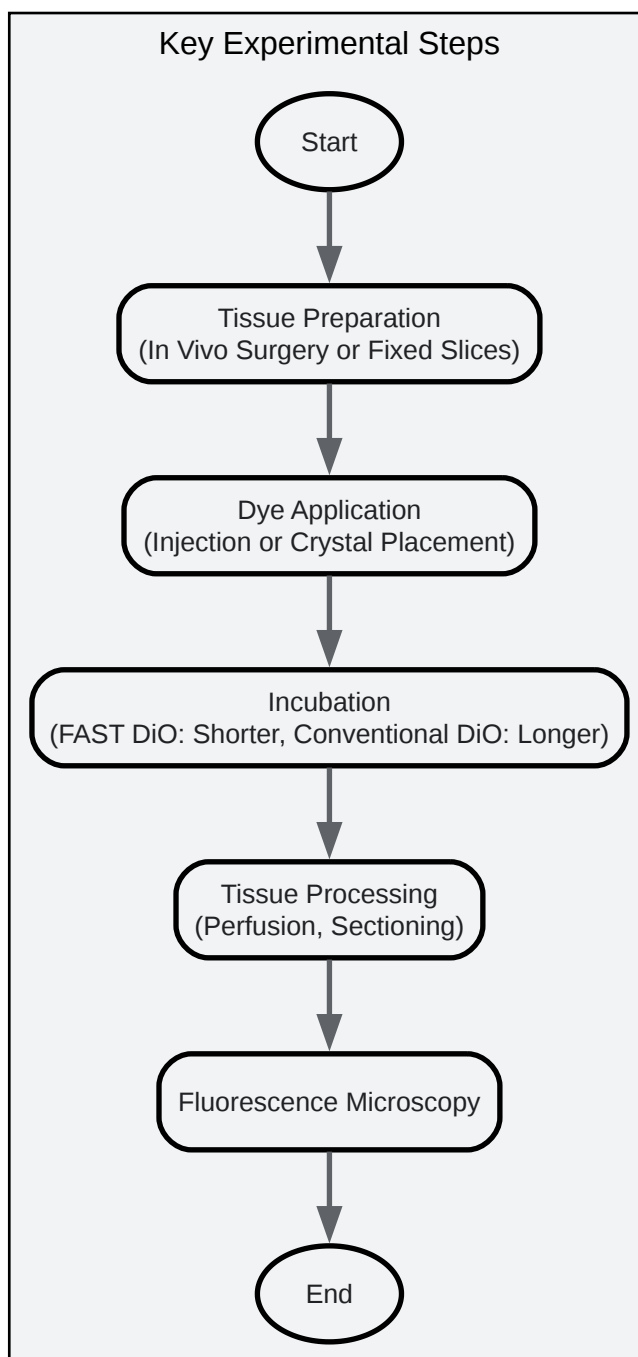 Key Experimental Steps
Start
Tissue Preparation
(In Vivo Surgery or Fixed Slices)
Dye Application
(Injection or Crystal Placement)
Incubation
(FAST DiO: Shorter, Conventional DiO: Longer)
Tissue Processing
(Perfusion, Sectioning)
Fluorescence Microscopy
End